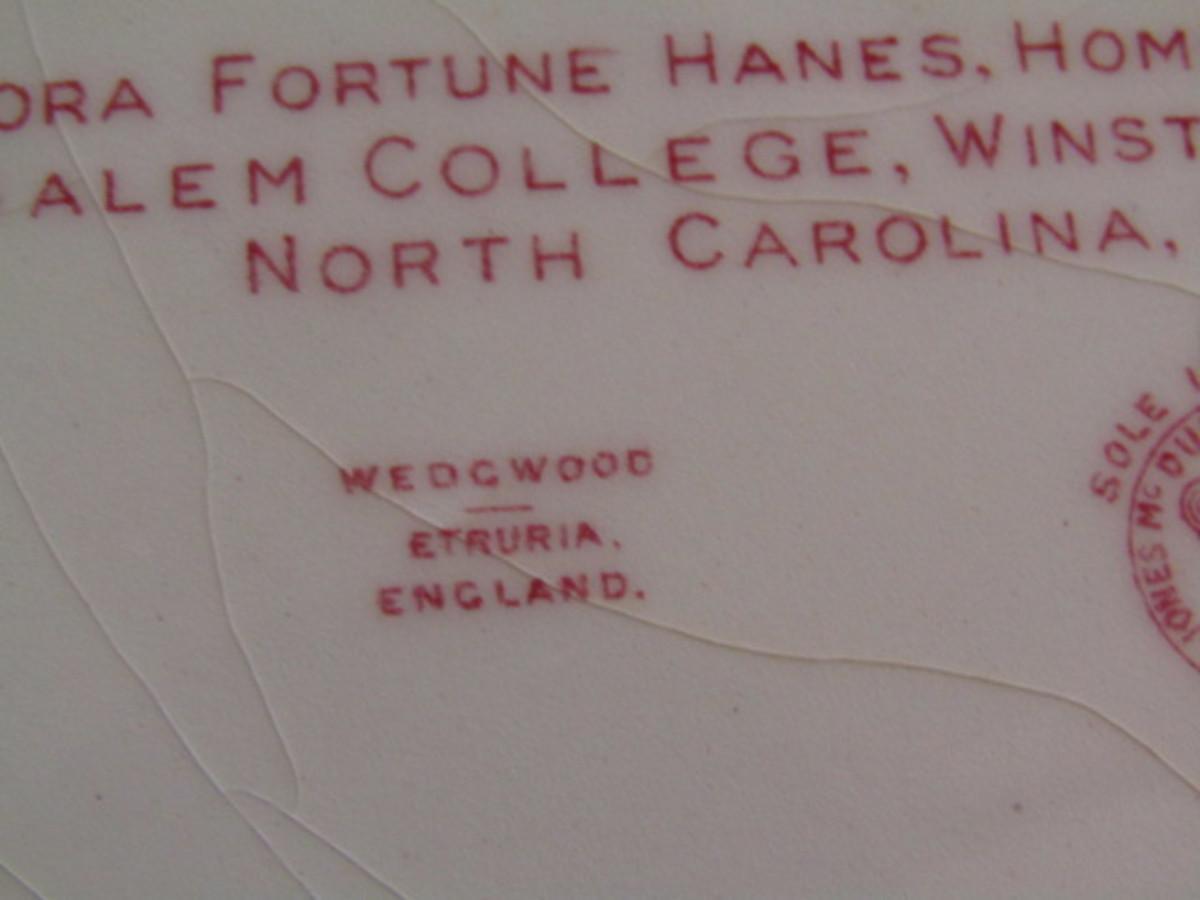 ORA FORTUNE HANES, HOM
ALEM COLLEGE, WINST
NORTH CAROLINA.
WEDGWOOD
ETRURIA.
ENGLAND.
SOLE
JONES MC DU